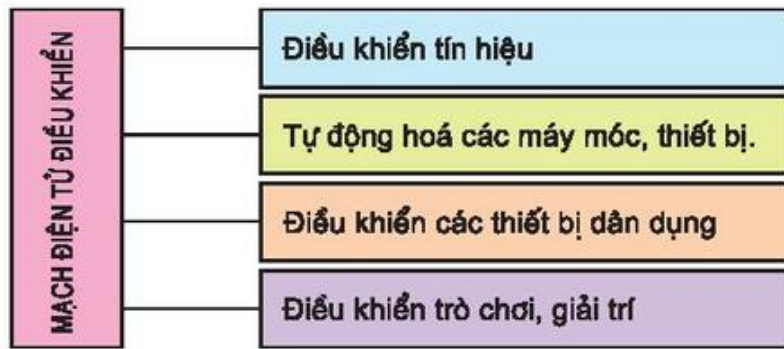 MẠCH ĐIỆN TỬ ĐIỀU KHIỂN
Điều khiển tín hiệu
Tự động hoá các máy móc, thiết bị.
Điều khiển các thiết bị dân dụng
Điều khiển trò chơi, giải trí